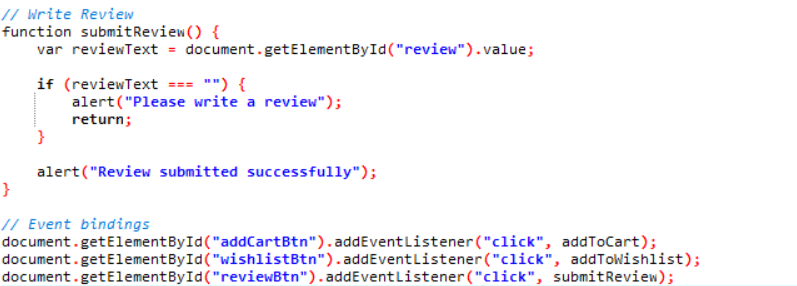 // Write Review
function submitReview() {
    var reviewText = document.getElementById("review").value;

    if (reviewText === "") {
        alert("Please write a review");
        return;
    }

    alert("Review submitted successfully");
}

// Event bindings
document.getElementById("addCartBtn").addEventListener("click", addToCart);
document.getElementById("wishlistBtn").addEventListener("click", addToWishlist);
document.getElementById("reviewBtn").addEventListener("click", submitReview);